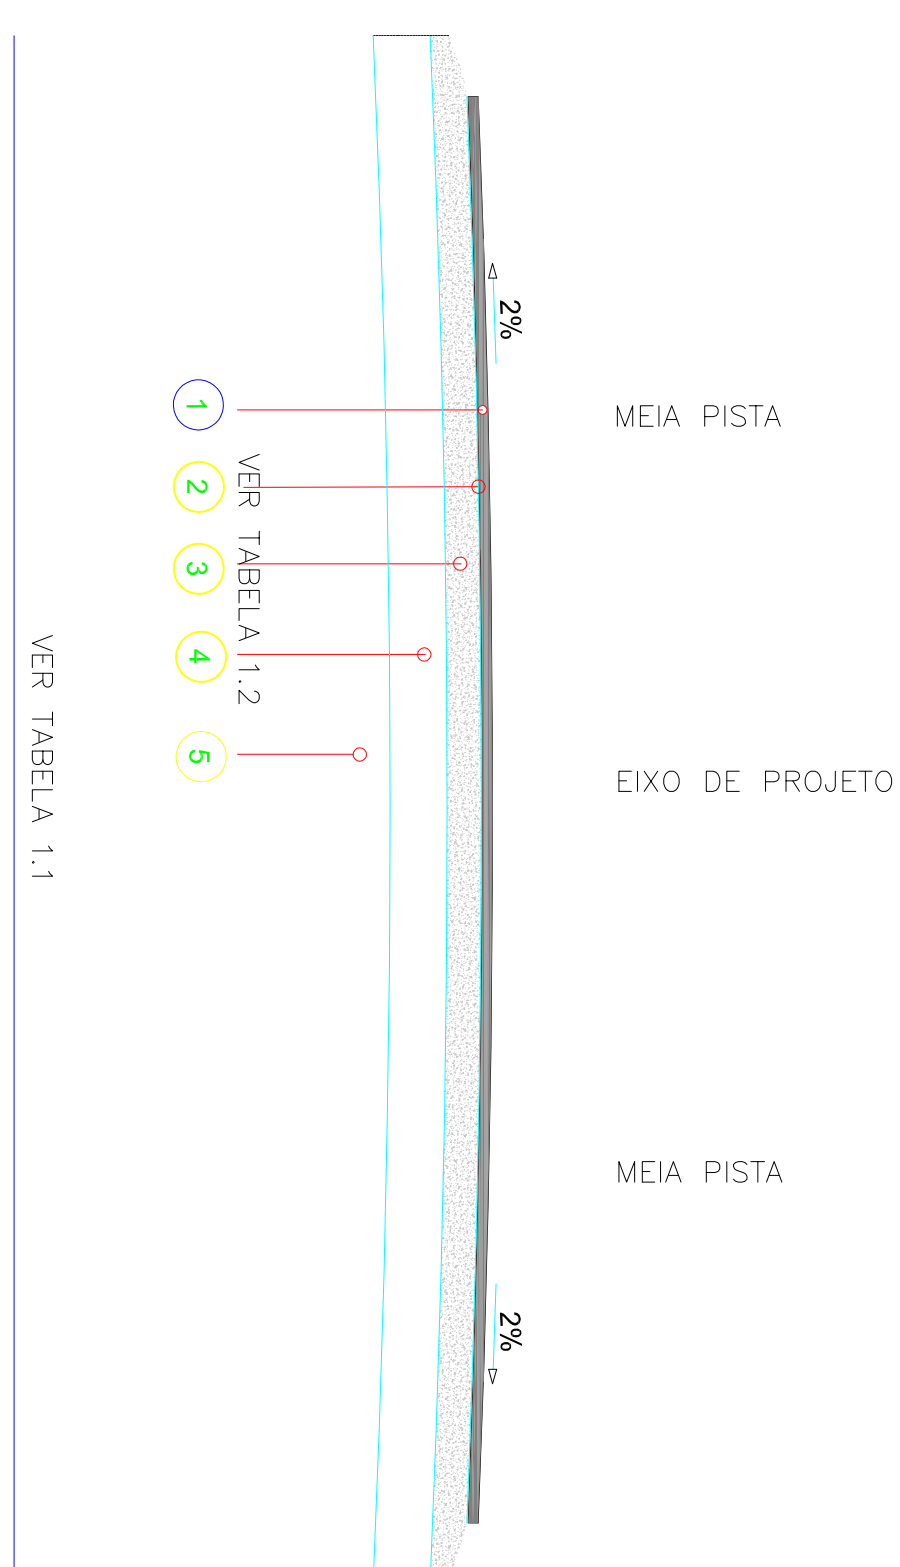 2%
MEIA PISTA
1
2
3
4
5
VER TABELA 1.2
VER TABELA 1.1
EIXO DE PROJETO
MEIA PISTA
2%